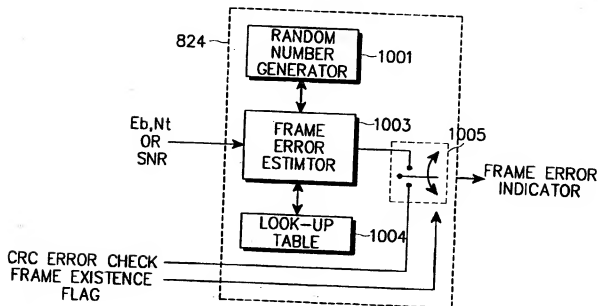 824
RANDOM
NUMBER
GENERATOR
1001
Eb,Nt
OR
SNR
FRAME
ERROR
ESTIMTOR
1003
1005
FRAME ERROR
INDICATOR
LOOK-UP
TABLE
1004
CRC ERROR CHECK
FRAME EXISTENCE
FLAG